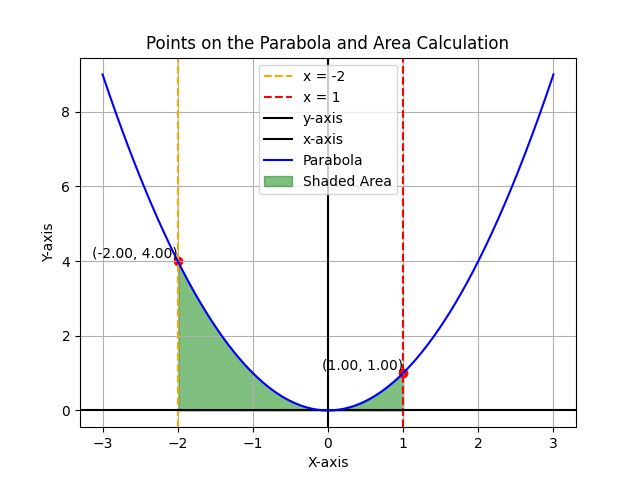 Points on the Parabola and Area Calculation
x = -2
x = 1
y-axis
x-axis
Parabola
Shaded Area
Y-axis
8
6
4
2
0
(-2.00, 4.00)
(1.00, 1.00)
−3
−2
−1
0
1
2
3
X-axis